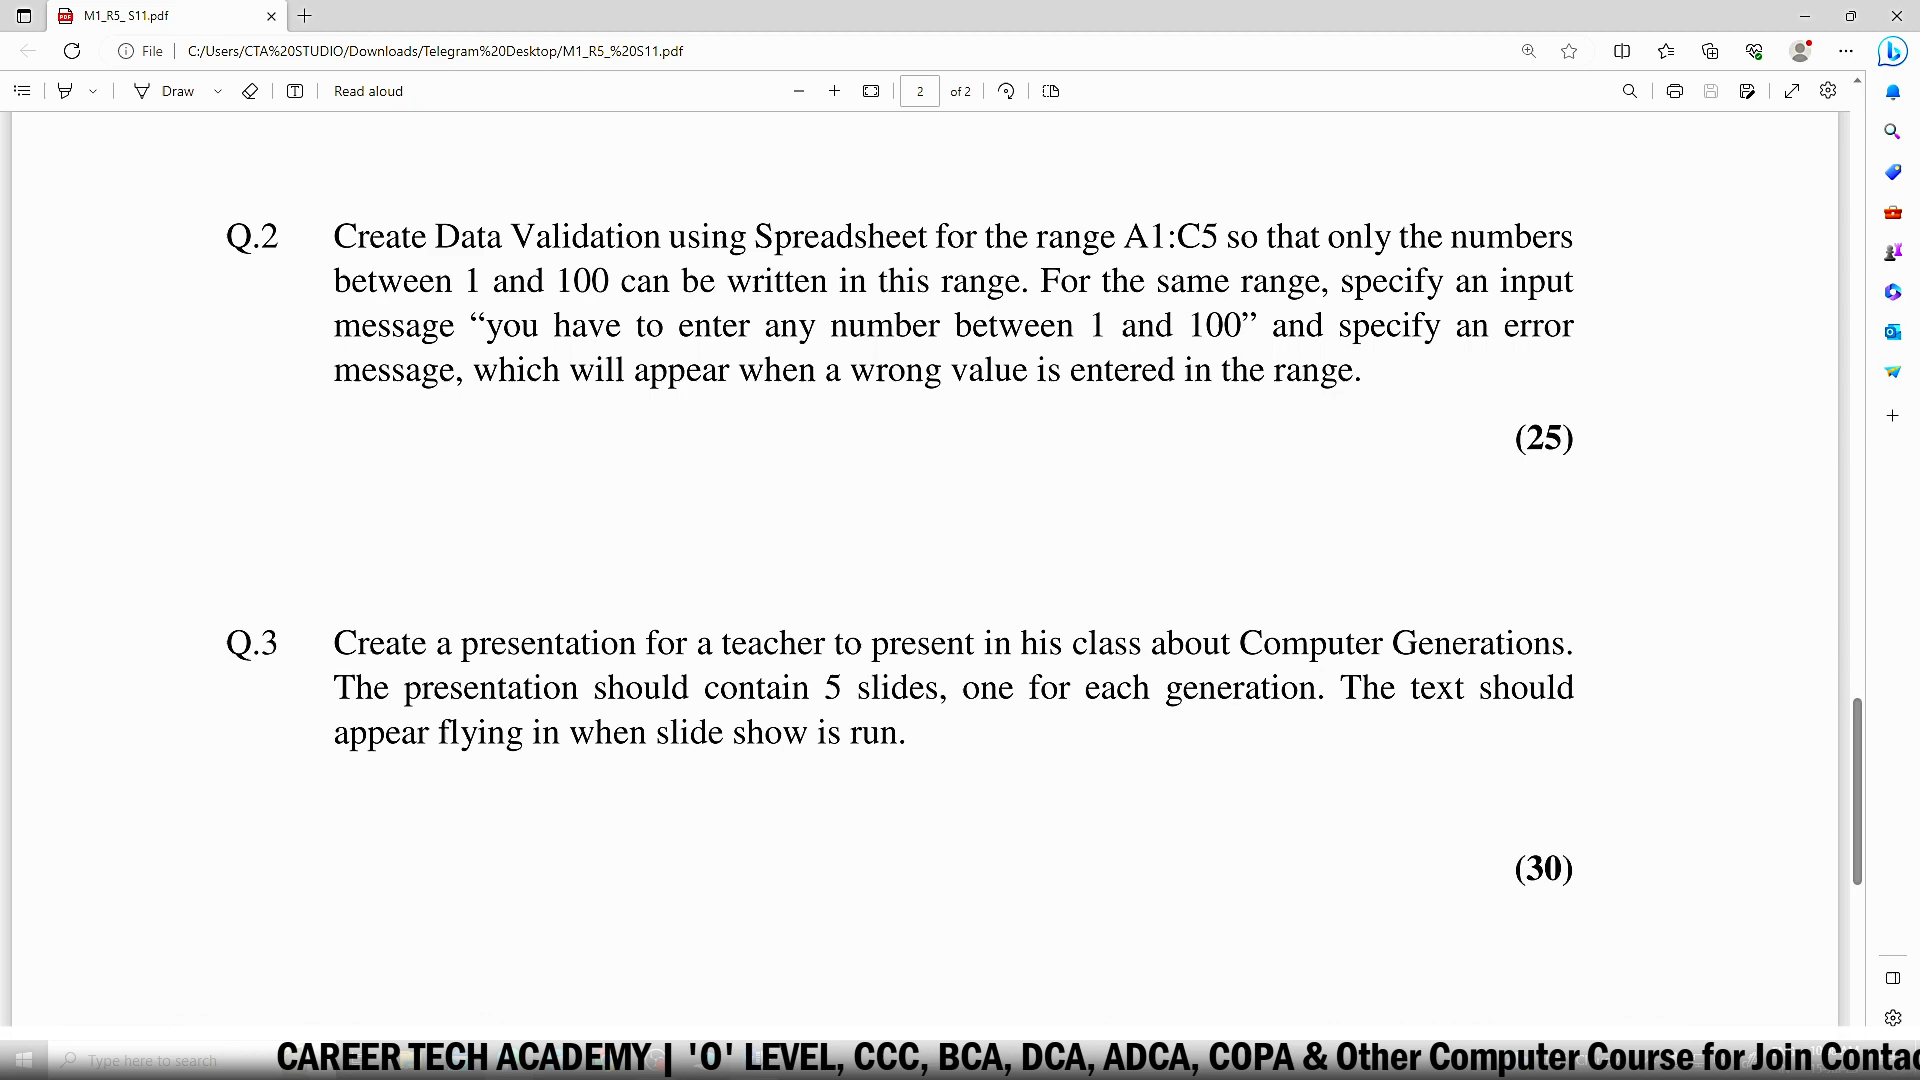 M1_R5_ S11.pdf
File C:/Users/CTA%20STUDIO/Downloads/Telegram%20Desktop/M1_R5_%20S11.pdf
Draw Read aloud 2 of 2
Q.2 Create Data Validation using Spreadsheet for the range A1:C5 so that only the numbers
between 1 and 100 can be written in this range. For the same range, specify an input
message “you have to enter any number between 1 and 100” and specify an error
message, which will appear when a wrong value is entered in the range.
(25)
Q.3 Create a presentation for a teacher to present in his class about Computer Generations.
The presentation should contain 5 slides, one for each generation. The text should
appear flying in when slide show is run.
(30)
Type here to search
CAREER TECH ACADEMY | 'O' LEVEL, CCC, BCA, DCA, ADCA, COPA & Other Computer Course for Join Contac